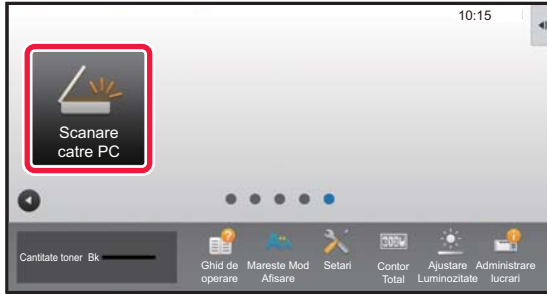 10:15
Scanare
catre PC
Cantitate toner Bk
Ghid de
operare
Mareste Mod
Afisare
Setari
Contor
Total
Ajustare
Luminozitate
Administrare
lucrari